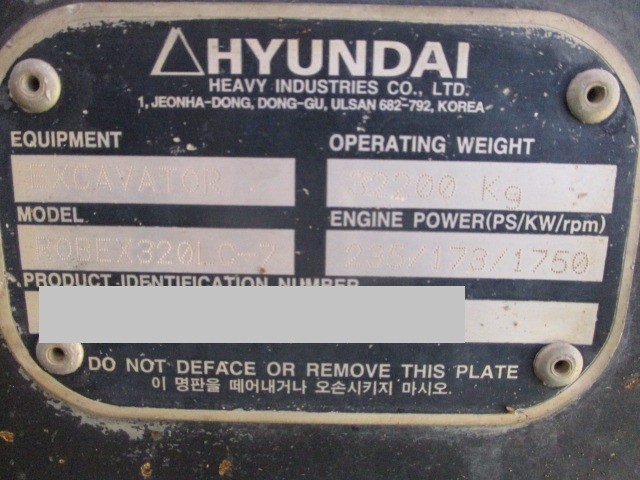 HYUNDAI
HEAVY INDUSTRIES CO., LTD.
1, JEONHA-DONG, DONG-GU, ULSAN 682-792, KOREA
EQUIPMENT
OPERATING WEIGHT
EXCAVATOR
32200 Kg
MODEL
ENGINE POWER(PS/KW/rpm)
ROBEX320LC-7
235/173/1750
PRODUCT IDENTIFICATION NUMBER
DO NOT DEFACE OR REMOVE THIS PLATE
이 명판을 떼어내거나 오손시키지 마시오.